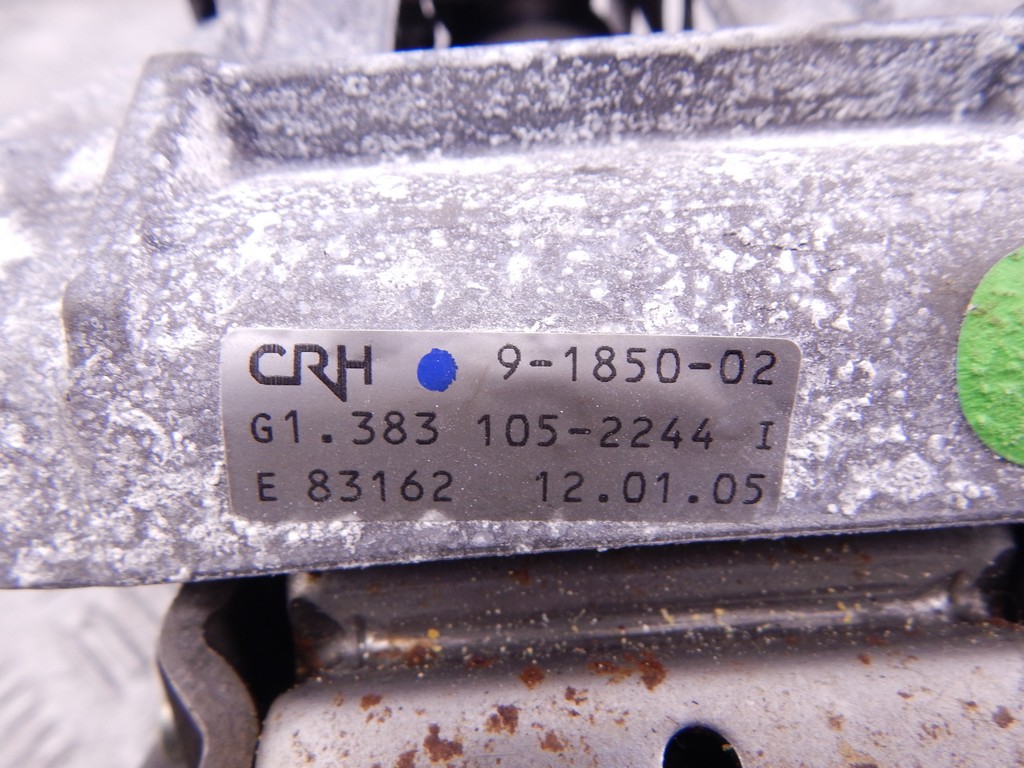 CRH 9-1850-02
G1.383 105-2244 I
E 83162 12.01.05